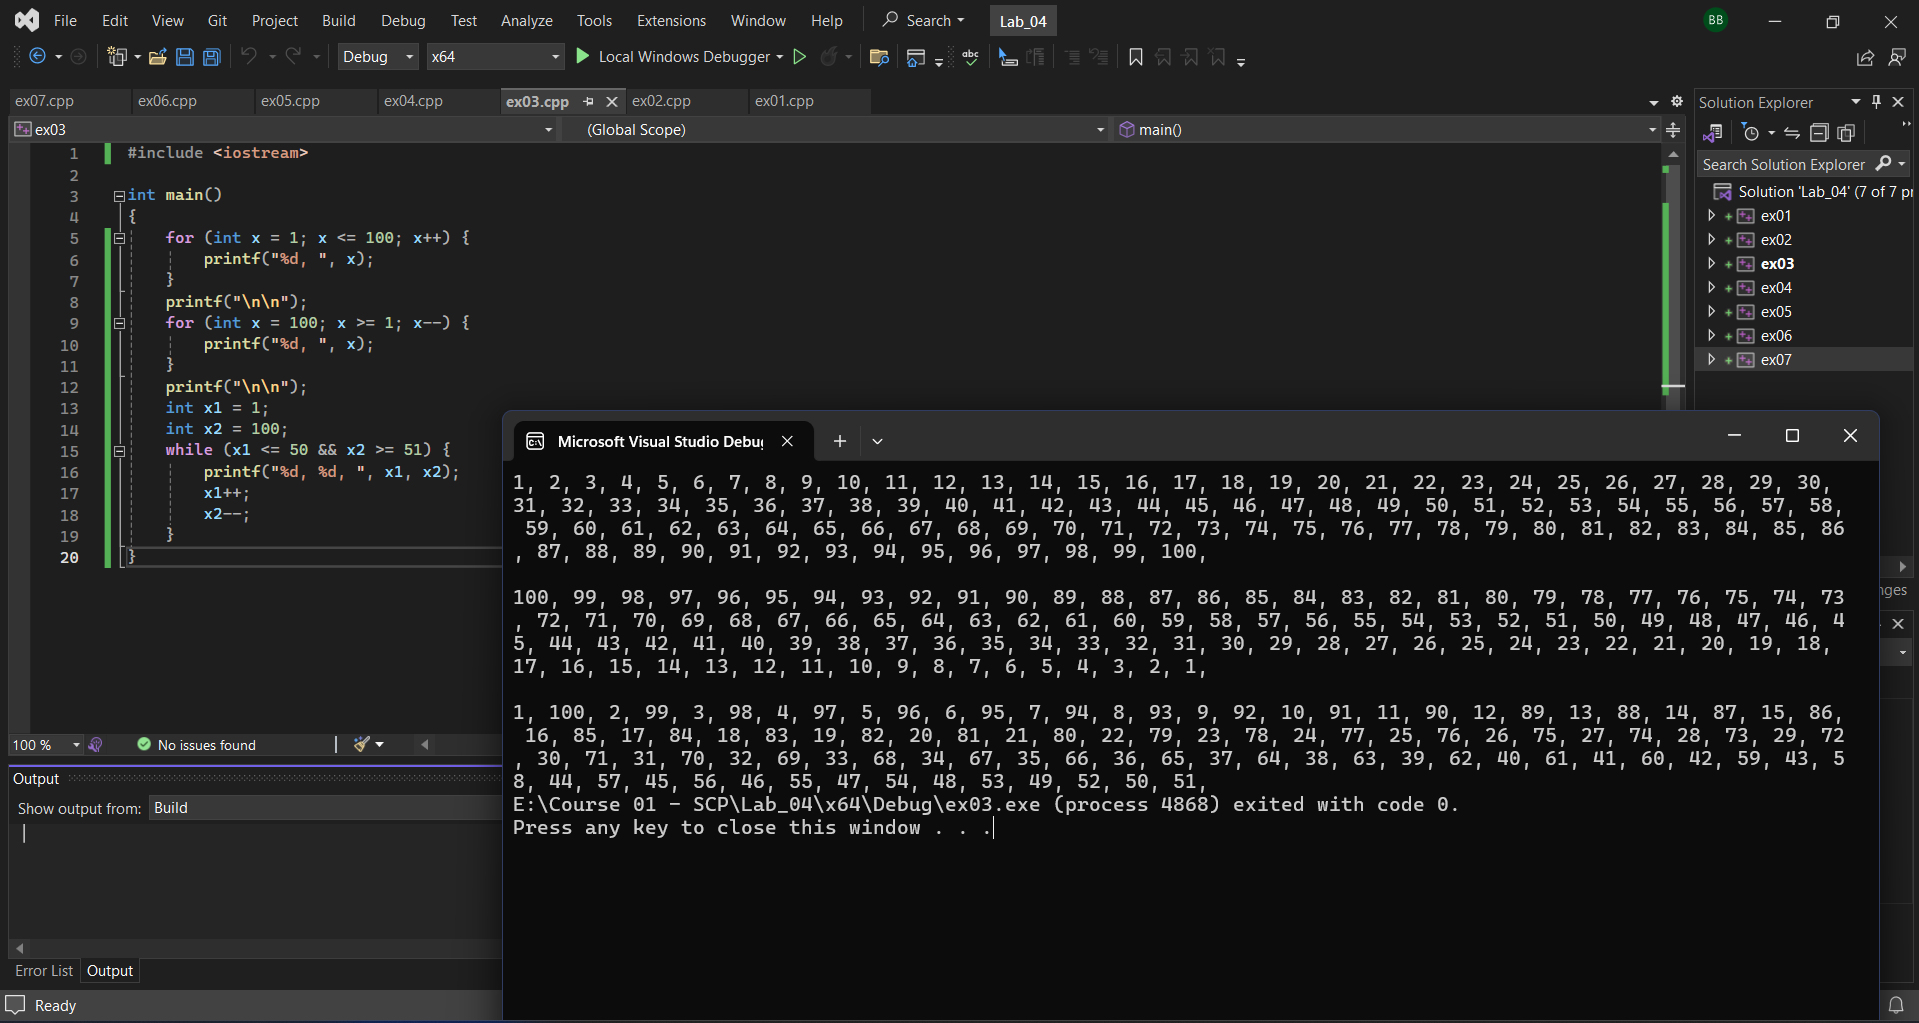 File Edit View Git Project Build Debug Test Analyze Tools Extensions Window Help Search Lab_04 BB
Debug x64 Local Windows Debugger abc
ex07.cpp ex06.cpp ex05.cpp ex04.cpp ex03.cpp ex02.cpp ex01.cpp
ex03 (Global Scope) main()
1 #include <iostream>
2
3 int main()
4 {
5 for (int x = 1; x <= 100; x++) {
6 printf("%d, ", x);
7 }
8 printf("\n\n");
9 for (int x = 100; x >= 1; x--) {
10 printf("%d, ", x);
11 }
12 printf("\n\n");
13 int x1 = 1;
14 int x2 = 100;
15 while (x1 <= 50 && x2 >= 51) {
16 printf("%d, %d, ", x1, x2);
17 x1++;
18 x2--;
19 }
20 }
100 % No issues found
Output
Show output from: Build
Error List Output
Ready
Solution Explorer
Search Solution Explorer
Solution 'Lab_04' (7 of 7 pr
ex01
ex02
ex03
ex04
ex05
ex06
ex07
nges
Microsoft Visual Studio Debug
1, 2, 3, 4, 5, 6, 7, 8, 9, 10, 11, 12, 13, 14, 15, 16, 17, 18, 19, 20, 21, 22, 23, 24, 25, 26, 27, 28, 29, 30,
31, 32, 33, 34, 35, 36, 37, 38, 39, 40, 41, 42, 43, 44, 45, 46, 47, 48, 49, 50, 51, 52, 53, 54, 55, 56, 57, 58,
59, 60, 61, 62, 63, 64, 65, 66, 67, 68, 69, 70, 71, 72, 73, 74, 75, 76, 77, 78, 79, 80, 81, 82, 83, 84, 85, 86
, 87, 88, 89, 90, 91, 92, 93, 94, 95, 96, 97, 98, 99, 100,
100, 99, 98, 97, 96, 95, 94, 93, 92, 91, 90, 89, 88, 87, 86, 85, 84, 83, 82, 81, 80, 79, 78, 77, 76, 75, 74, 73
, 72, 71, 70, 69, 68, 67, 66, 65, 64, 63, 62, 61, 60, 59, 58, 57, 56, 55, 54, 53, 52, 51, 50, 49, 48, 47, 46, 4
5, 44, 43, 42, 41, 40, 39, 38, 37, 36, 35, 34, 33, 32, 31, 30, 29, 28, 27, 26, 25, 24, 23, 22, 21, 20, 19, 18,
17, 16, 15, 14, 13, 12, 11, 10, 9, 8, 7, 6, 5, 4, 3, 2, 1,
1, 100, 2, 99, 3, 98, 4, 97, 5, 96, 6, 95, 7, 94, 8, 93, 9, 92, 10, 91, 11, 90, 12, 89, 13, 88, 14, 87, 15, 86,
16, 85, 17, 84, 18, 83, 19, 82, 20, 81, 21, 80, 22, 79, 23, 78, 24, 77, 25, 76, 26, 75, 27, 74, 28, 73, 29, 72
, 30, 71, 31, 70, 32, 69, 33, 68, 34, 67, 35, 66, 36, 65, 37, 64, 38, 63, 39, 62, 40, 61, 41, 60, 42, 59, 43, 5
8, 44, 57, 45, 56, 46, 55, 47, 54, 48, 53, 49, 52, 50, 51,
E:\Course 01 - SCP\Lab_04\x64\Debug\ex03.exe (process 4868) exited with code 0.
Press any key to close this window . . .